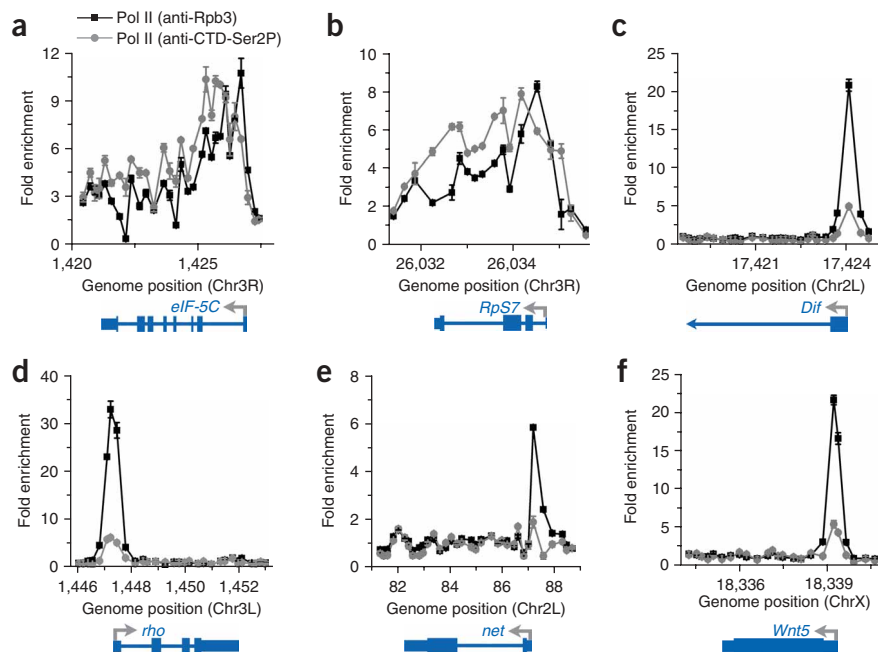 Pol II (anti-Rpb3)
Pol II (anti-CTD-Ser2P)
a
Fold enrichment
12
9
6
3
0
1,420
1,425
Genome position (Chr3R)
eIF-5C
b
Fold enrichment
10
8
6
4
2
0
26,032
26,034
Genome position (Chr3R)
RpS7
c
Fold enrichment
25
20
15
10
5
0
17,421
17,424
Genome position (Chr2L)
Dif
d
Fold enrichment
40
30
20
10
0
1,446
1,448
1,450
1,452
Genome position (Chr3L)
rho
e
Fold enrichment
8
6
4
2
0
82
84
86
88
Genome position (Chr2L)
net
f
Fold enrichment
25
20
15
10
5
0
18,336
18,339
Genome position (ChrX)
Wnt5